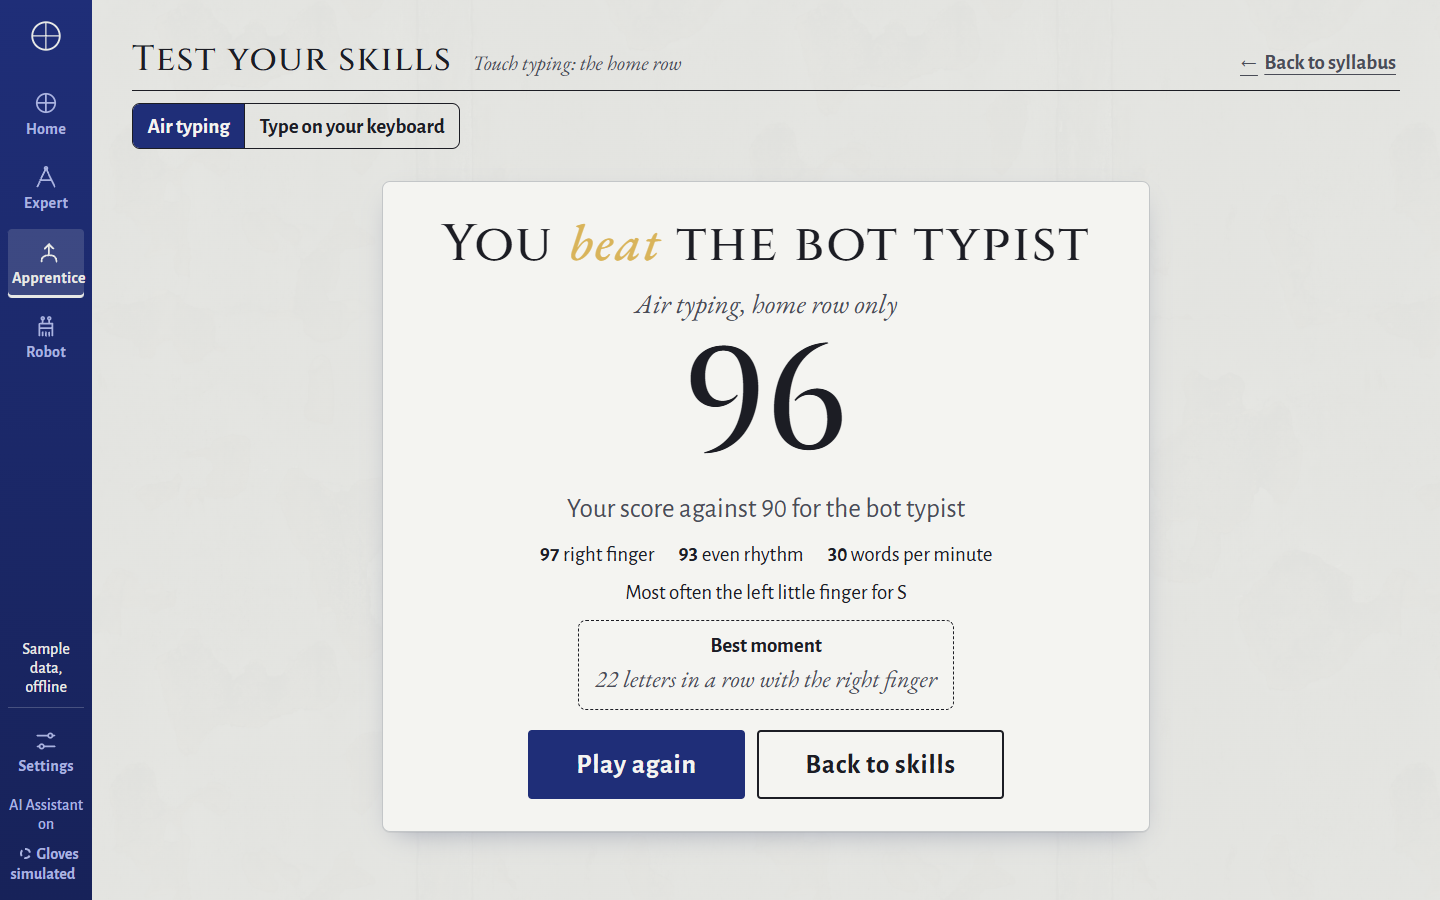 TEST YOUR SKILLS Touch typing: the home row
← Back to syllabus
Air typing Type on your keyboard
Home
Expert
Apprentice
Robot
Sample
data,
offline
Settings
AI Assistant
on
Gloves
simulated
YOU beat THE BOT TYPIST
Air typing, home row only
96
Your score against 90 for the bot typist
97 right finger 93 even rhythm 30 words per minute
Most often the left little finger for S
Best moment
22 letters in a row with the right finger
Play again Back to skills